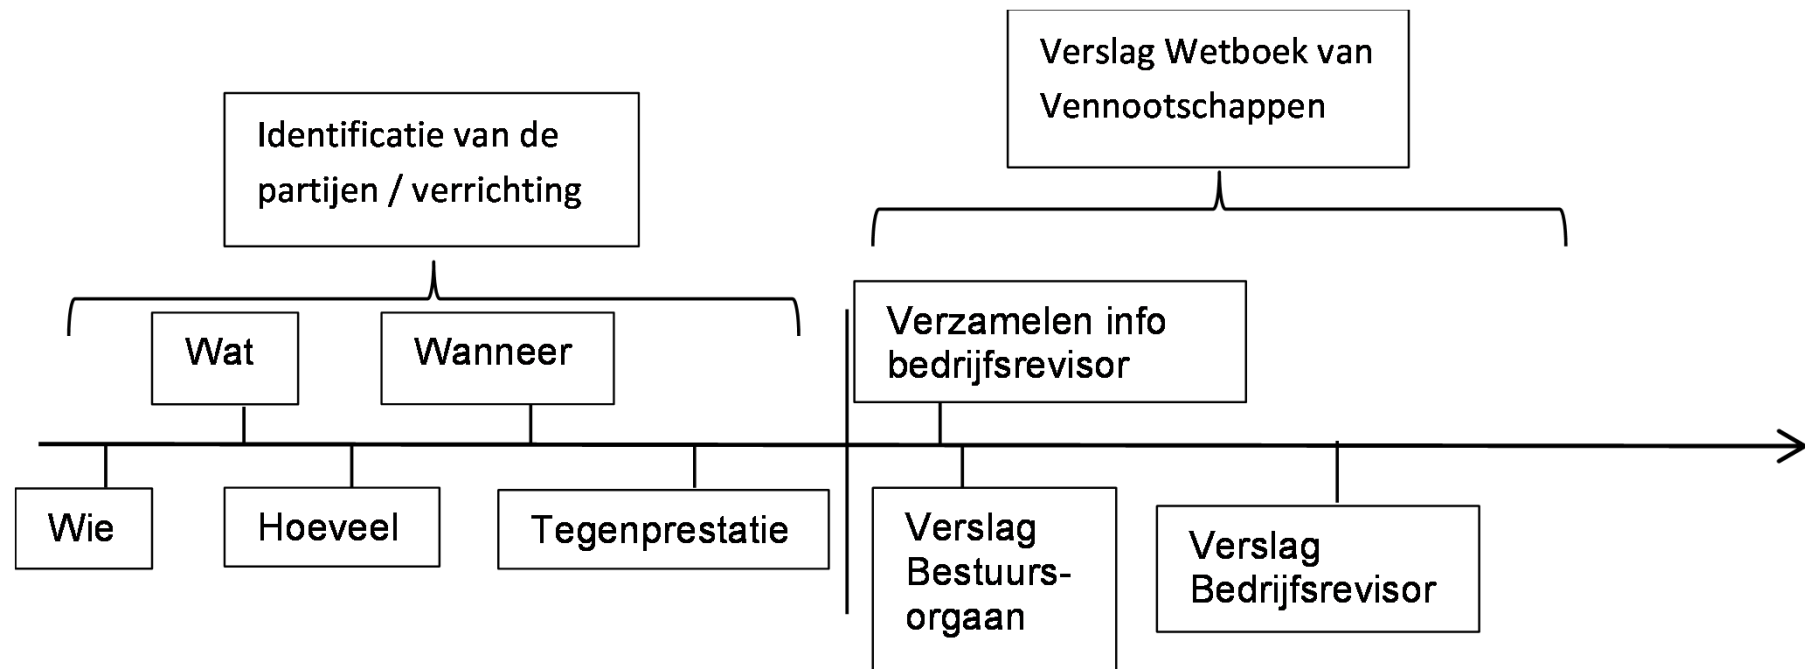 Verslag Wetboek van
Vennootschappen
Identificatie van de
partijen / verrichting
Verzamelen info
bedrijfsrevisor
Wat
Wanneer
Wie
Hoeveel
Tegenprestatie
Verslag
Bestuurs-
orgaan
Verslag
Bedrijfsrevisor